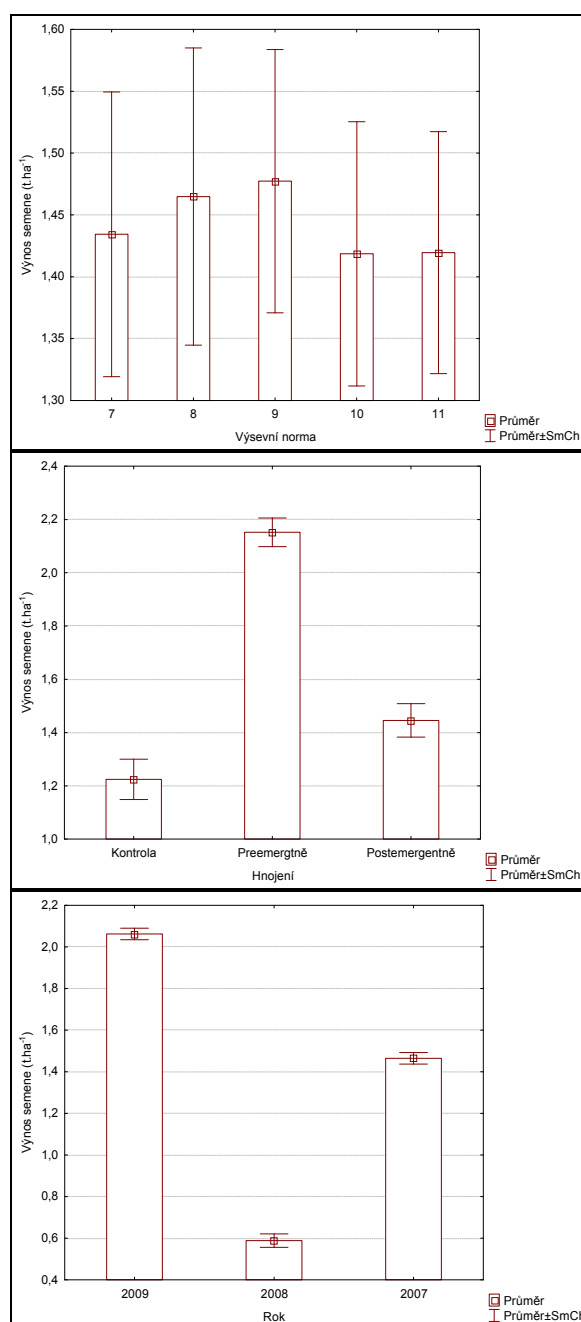 1,60
1,55
1,50
1,45
1,40
1,35
1,30
Výnos semene (t.ha⁻¹)
7 8 9 10 11
Výsevní norma
Průměr
Průměr±SmCh
2,4
2,2
2,0
1,8
1,6
1,4
1,2
1,0
Výnos semene (t.ha⁻¹)
Kontrola Preemergtně Postemergentně
Hnojení
Průměr
Průměr±SmCh
2,2
2,0
1,8
1,6
1,4
1,2
1,0
0,8
0,6
0,4
Výnos semene (t.ha⁻¹)
2009 2008 2007
Rok
Průměr
Průměr±SmCh